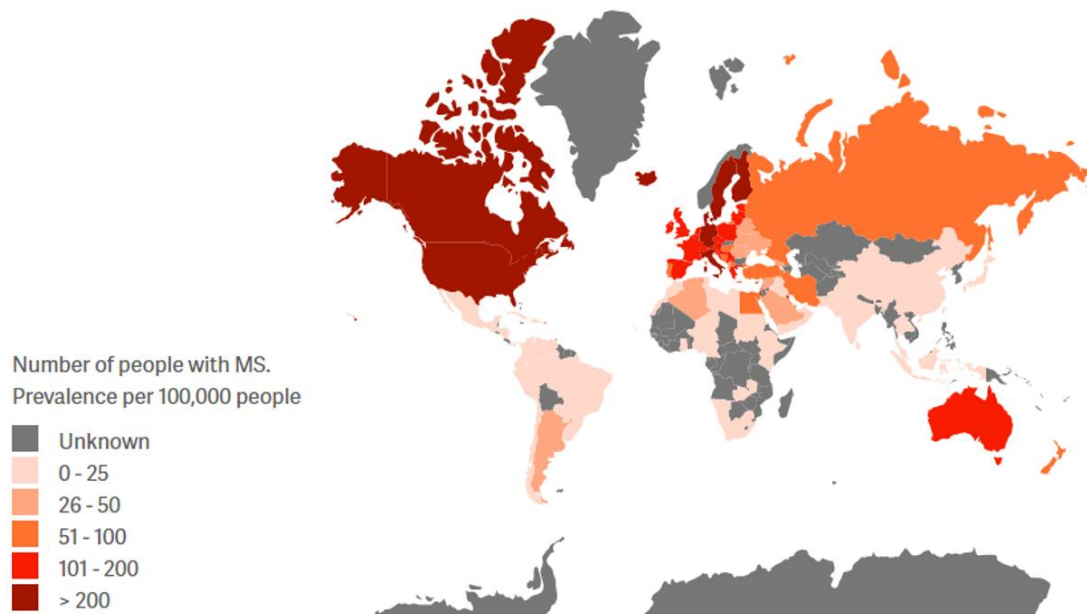 Number of people with MS.
Prevalence per 100,000 people
Unknown
0 - 25
26 - 50
51 - 100
101 - 200
> 200